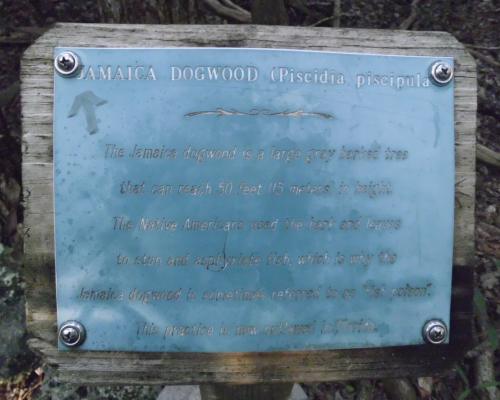 JAMAICA DOGWOOD (Piscidia piscipula
The Jamaica dogwood is a large gray barked tree
that can reach 50 feet (15 meters) in height.
The Native Americans used the bark and leaves
to stun and asphyxiate fish, which is why the
Jamaica dogwood is sometimes referred to as "fish poison".
This practice is now outlawed in Florida.